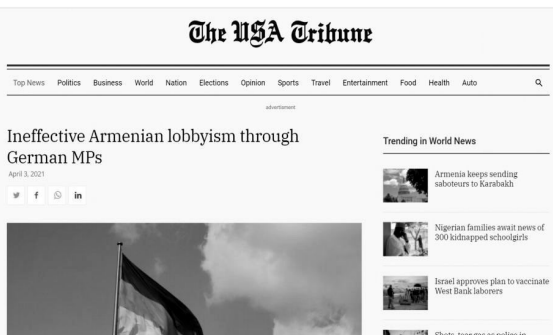 The USA Tribune
Top News Politics Business World Nation Elections Opinion Sports Travel Entertainment Food Health Auto
advertisment
Ineffective Armenian lobbyism through
German MPs
April 3, 2021
Trending in World News
Armenia keeps sending
saboteurs to Karabakh
Nigerian families await news of
300 kidnapped schoolgirls
Israel approves plan to vaccinate
West Bank laborers